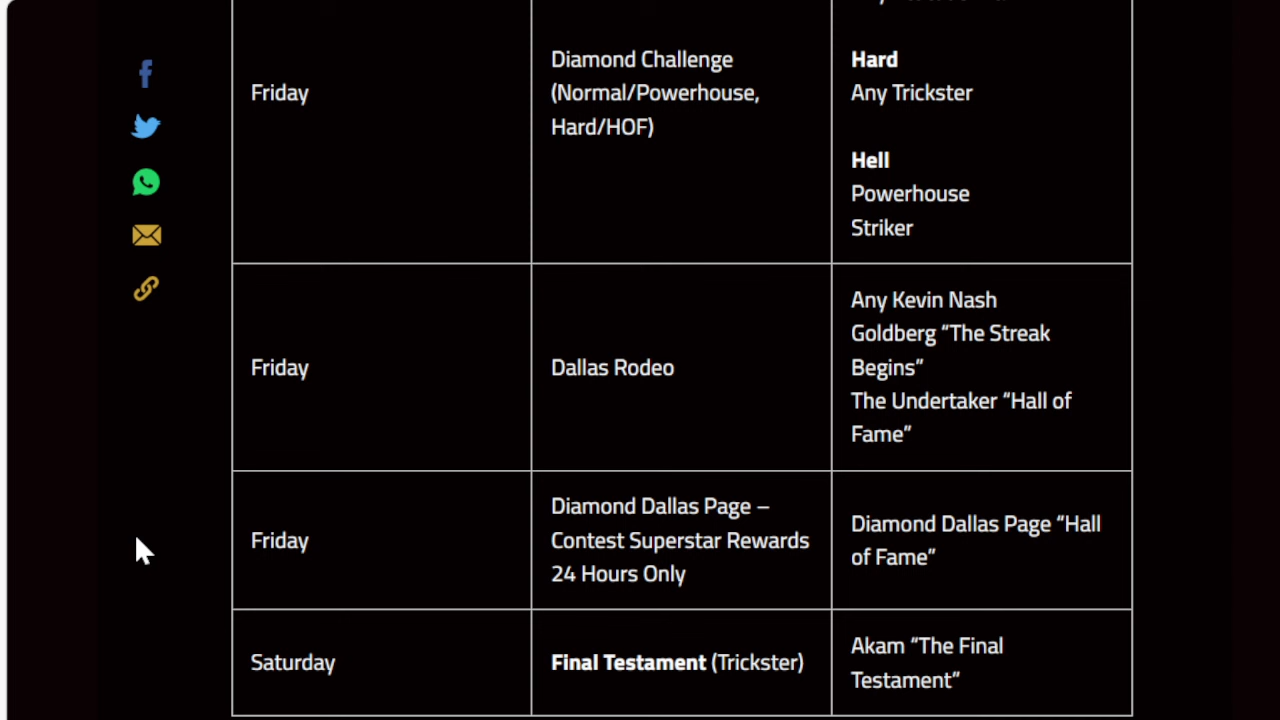 Friday
Diamond Challenge
(Normal/Powerhouse,
Hard/HOF)
Hard
Any Trickster
Hell
Powerhouse
Striker
Friday
Dallas Rodeo
Any Kevin Nash
Goldberg “The Streak
Begins”
The Undertaker “Hall of
Fame”
Friday
Diamond Dallas Page –
Contest Superstar Rewards
24 Hours Only
Diamond Dallas Page “Hall
of Fame”
Saturday
Final Testament (Trickster)
Akam “The Final
Testament”